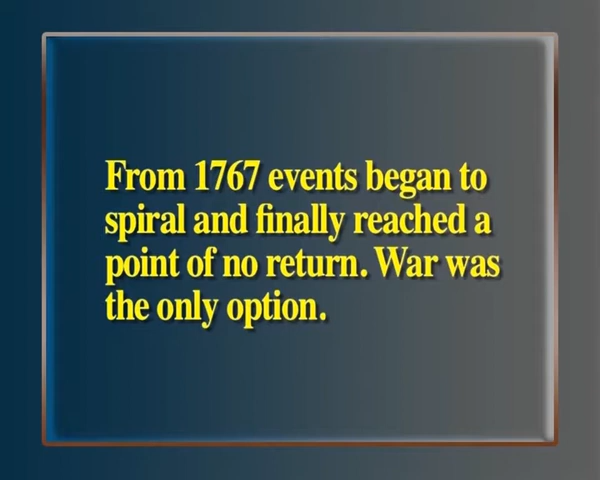 From 1767 events began to
spiral and finally reached a
point of no return. War was
the only option.